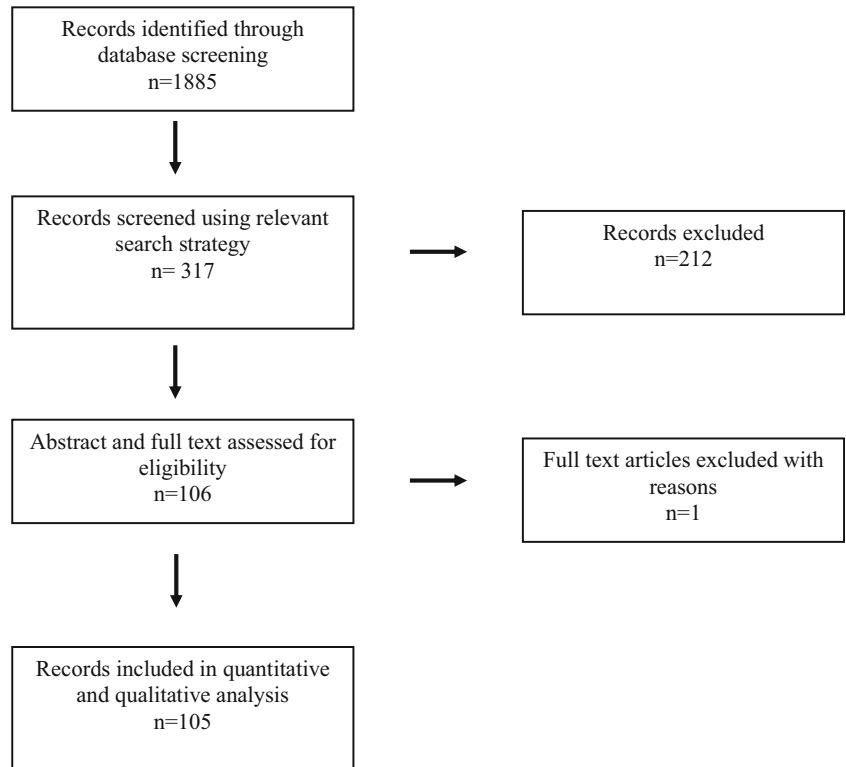 Records identified through
database screening
n=1885
Records screened using relevant
search strategy
n= 317
Records excluded
n=212
Abstract and full text assessed for
eligibility
n=106
Full text articles excluded with
reasons
n=1
Records included in quantitative
and qualitative analysis
n=105